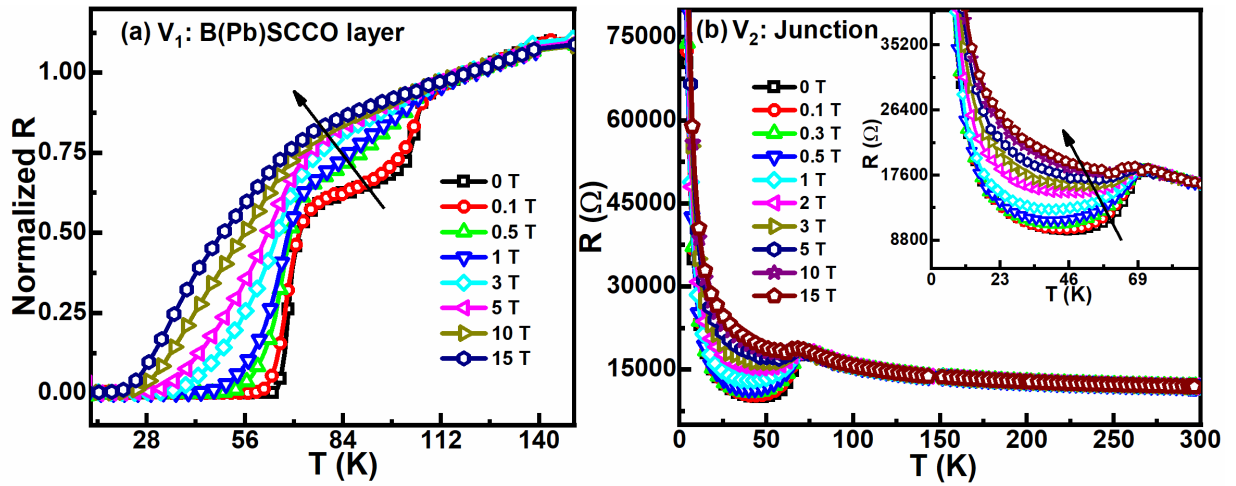 (a) V1: B(Pb)SCCO layer
Normalized R
1.00
0.75
0.50
0.25
0.00
28 56 84 112 140
T (K)
0 T
0.1 T
0.5 T
1 T
3 T
5 T
10 T
15 T
(b) V2: Junction
R (Ω)
75000
60000
45000
30000
15000
0 50 100 150 200 250 300
T (K)
0 T
0.1 T
0.3 T
0.5 T
1 T
2 T
3 T
5 T
10 T
15 T
R (Ω)
35200
26400
17600
8800
0 23 46 69
T (K)